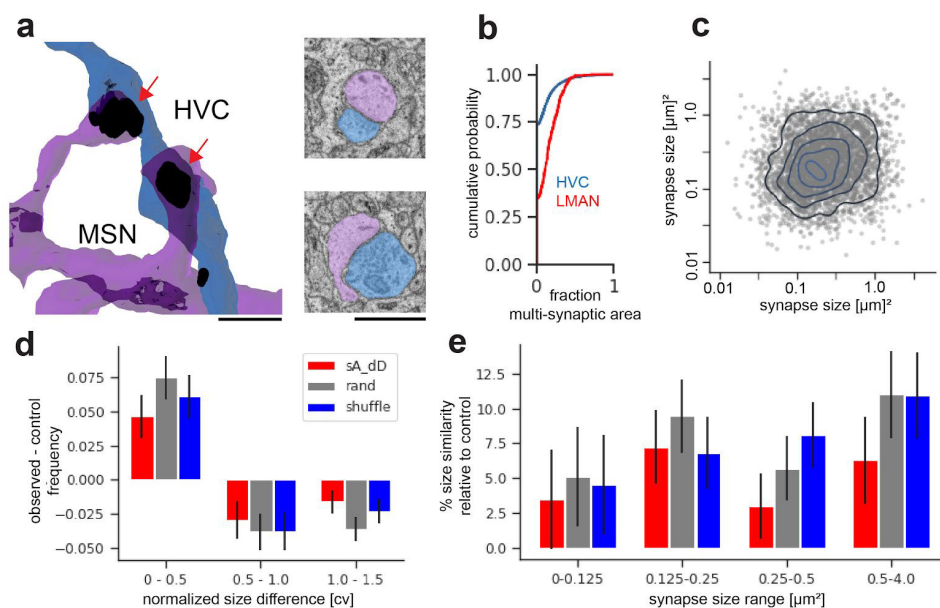 a
HVC
MSN
b
cumulative probability
1.00
0.75
0.50
0.25
0.00
HVC
LMAN
0
1
fraction
multi-synaptic area
c
synapse size [µm]²
1.0
0.1
0.01
0.01
0.1
1.0
synapse size [µm]²
d
observed - control
frequency
0.075
0.050
0.025
0.000
−0.025
−0.050
sA_dD
rand
shuffle
0 - 0.5
0.5 - 1.0
1.0 - 1.5
normalized size difference [cv]
e
% size similarity
relative to control
12.5
10.0
7.5
5.0
2.5
0.0
0-0.125
0.125-0.25
0.25-0.5
0.5-4.0
synapse size range [µm²]